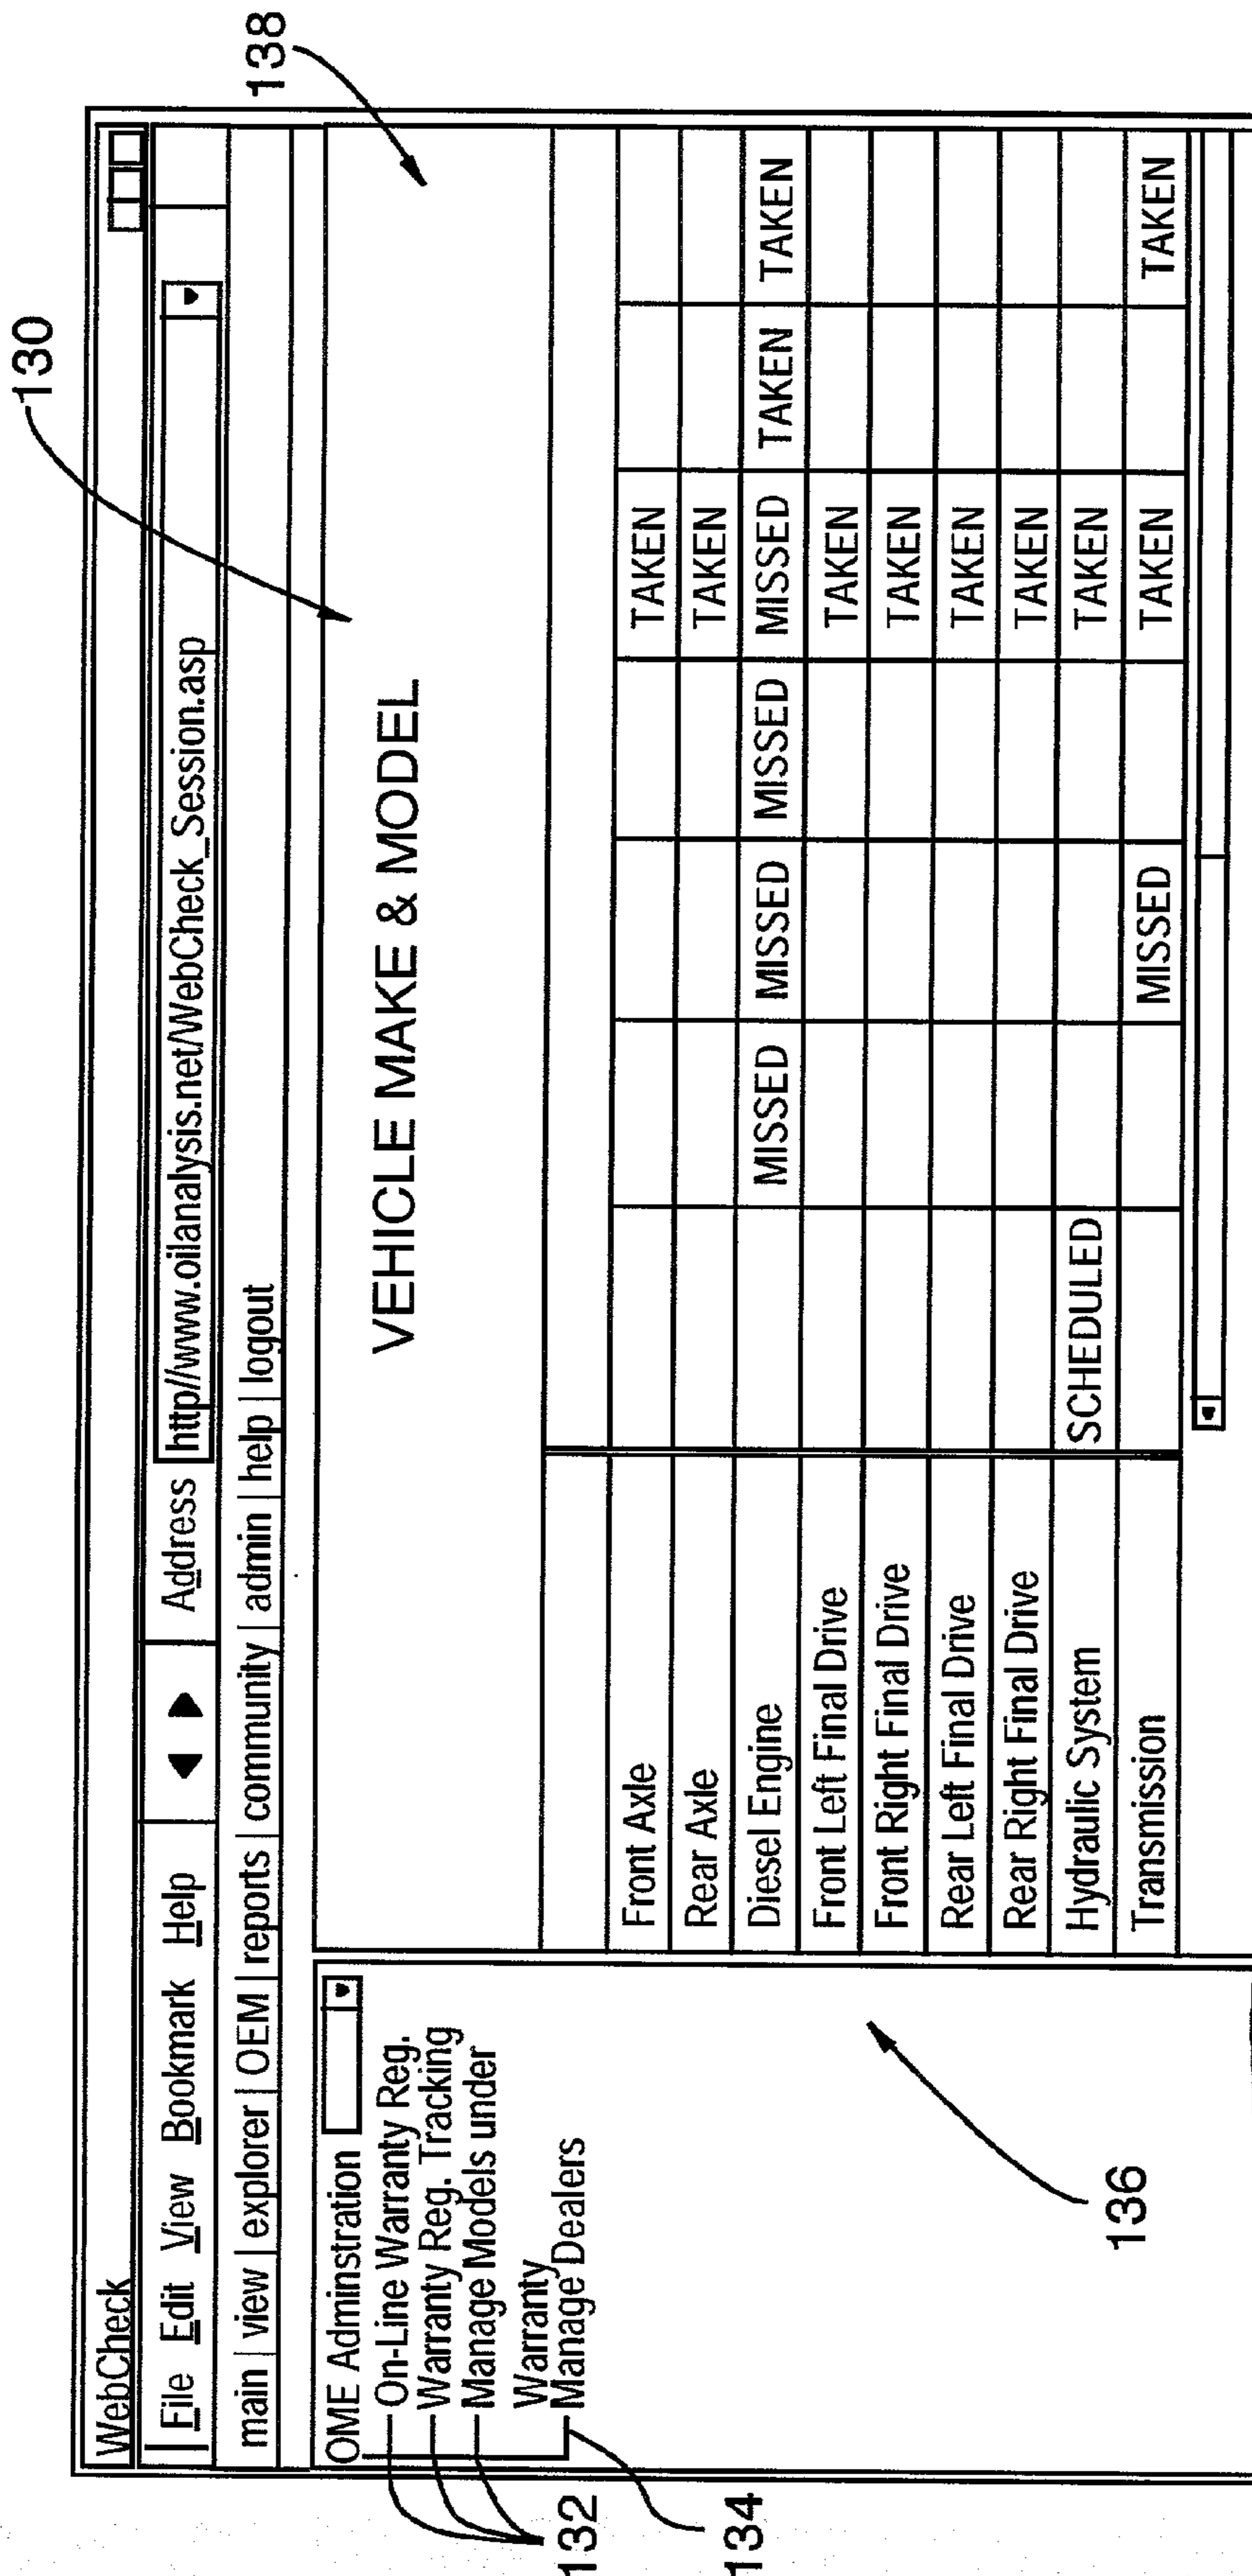 130
138
WebCheck
File Edit View Bookmark Help Address http//www.oilanalysis.net/WebCheck_Session.asp
main | view | explorer | OEM | reports | community | admin | help | logout
OME Adminstration
On-Line Warranty Reg.
Warranty Reg. Tracking
Manage Models under
Warranty
Manage Dealers
132
134
136
VEHICLE MAKE & MODEL
Front Axle TAKEN
Rear Axle TAKEN
Diesel Engine MISSED MISSED MISSED MISSED TAKEN TAKEN
Front Left Final Drive TAKEN
Front Right Final Drive TAKEN
Rear Left Final Drive TAKEN
Rear Right Final Drive TAKEN
Hydraulic System SCHEDULED TAKEN
Transmission MISSED TAKEN TAKEN